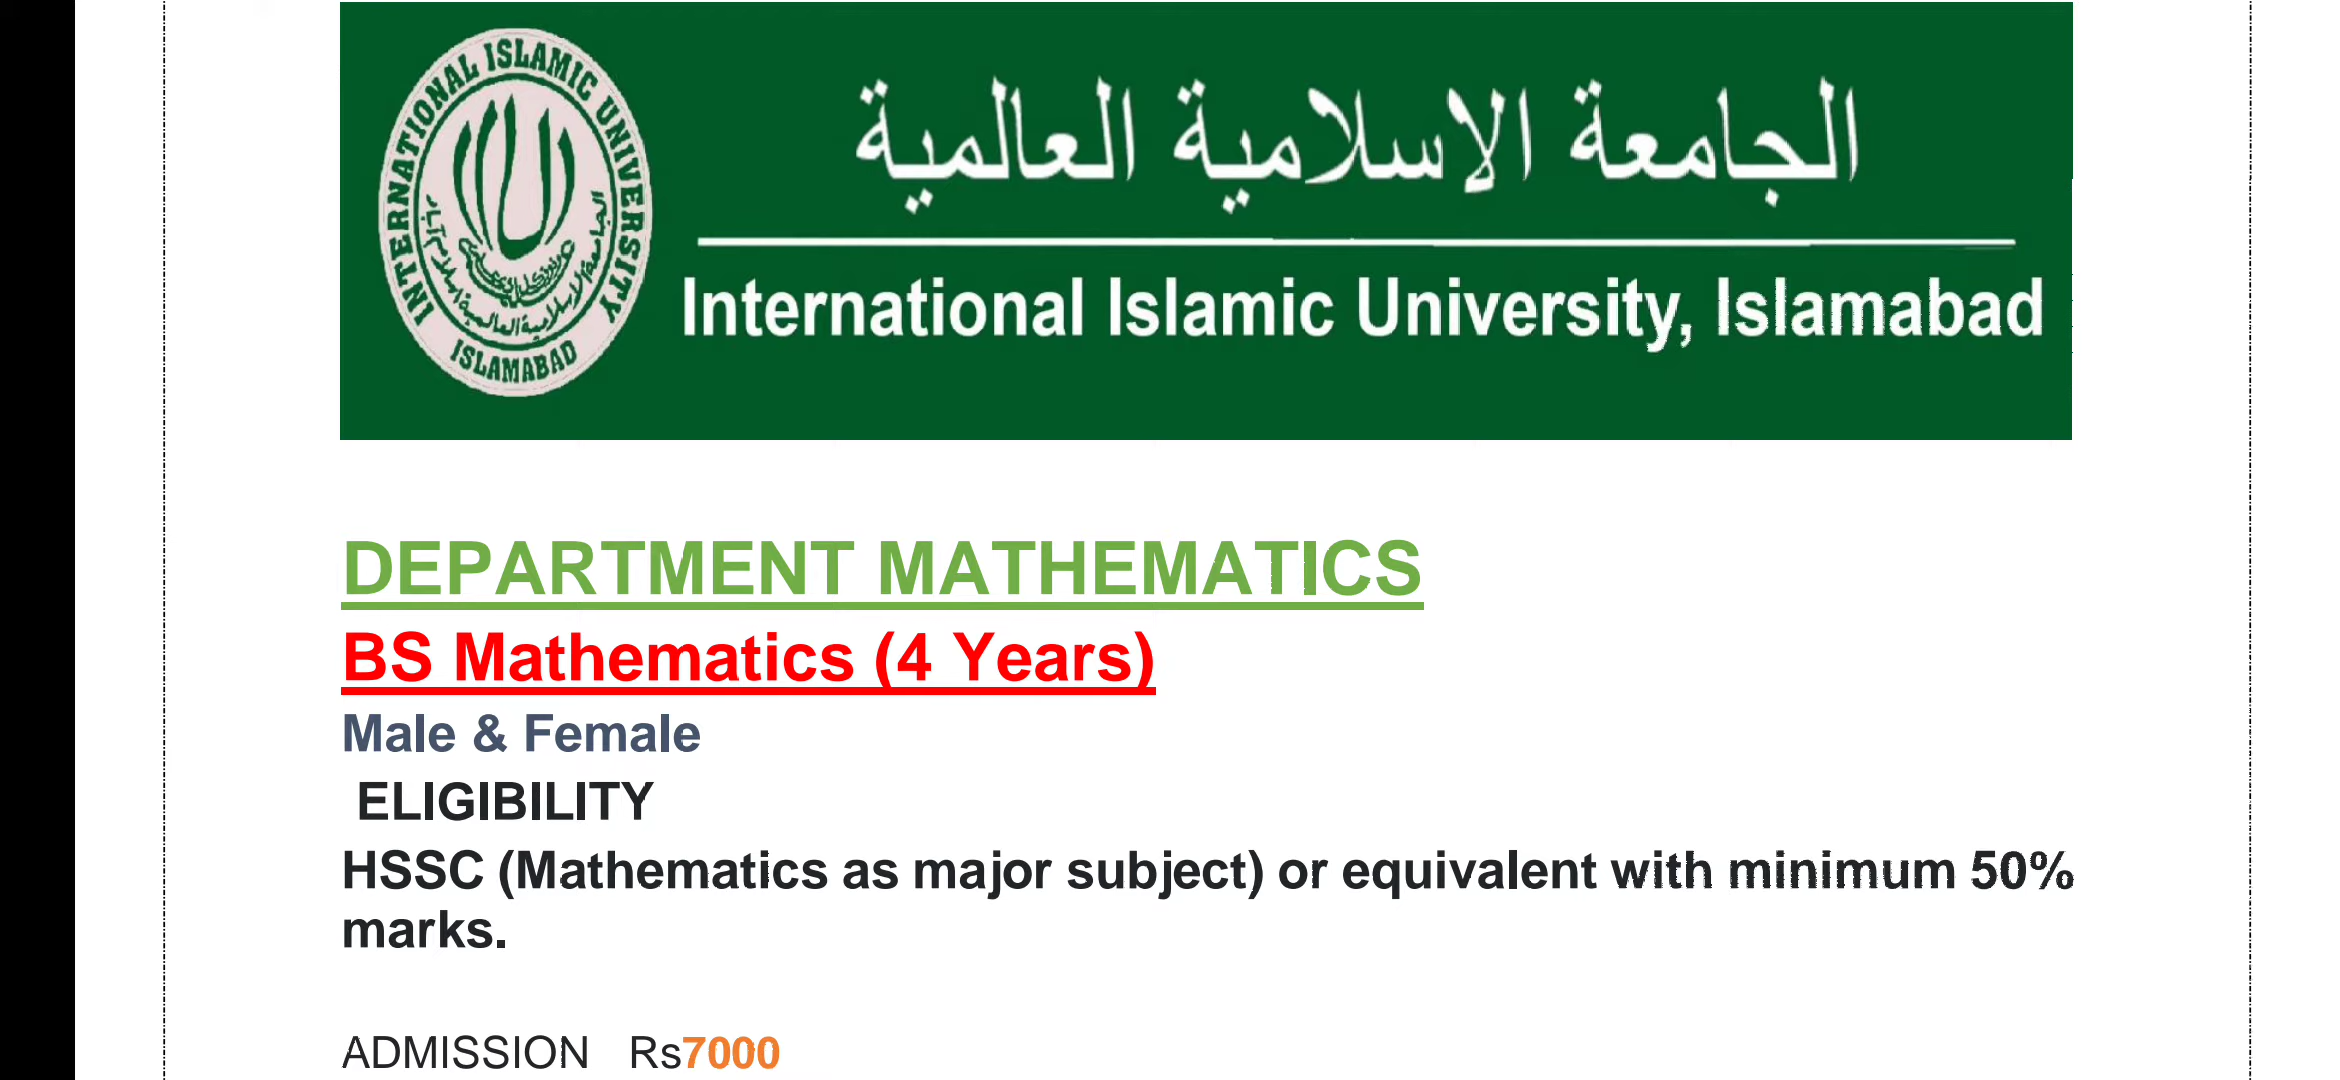 INTERNATIONAL ISLAMIC UNIVERSITY
ISLAMABAD
الجامعة الاسلامية العالمية
International Islamic University, Islamabad
DEPARTMENT MATHEMATICS
BS Mathematics (4 Years)
Male & Female
ELIGIBILITY
HSSC (Mathematics as major subject) or equivalent with minimum 50%
marks.
ADMISSION Rs7000